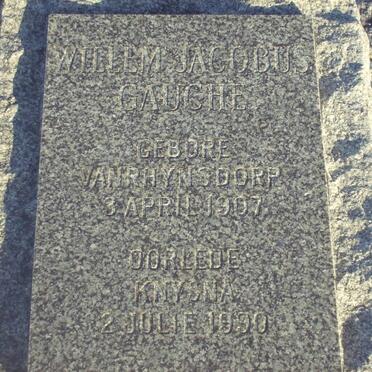 WILLEM JACOBUS
GAUCHE
GEBORE
VANRHYNSDORP
3 APRIL 1907
OORLEDE
KNYSNA
2 JULIE 1990